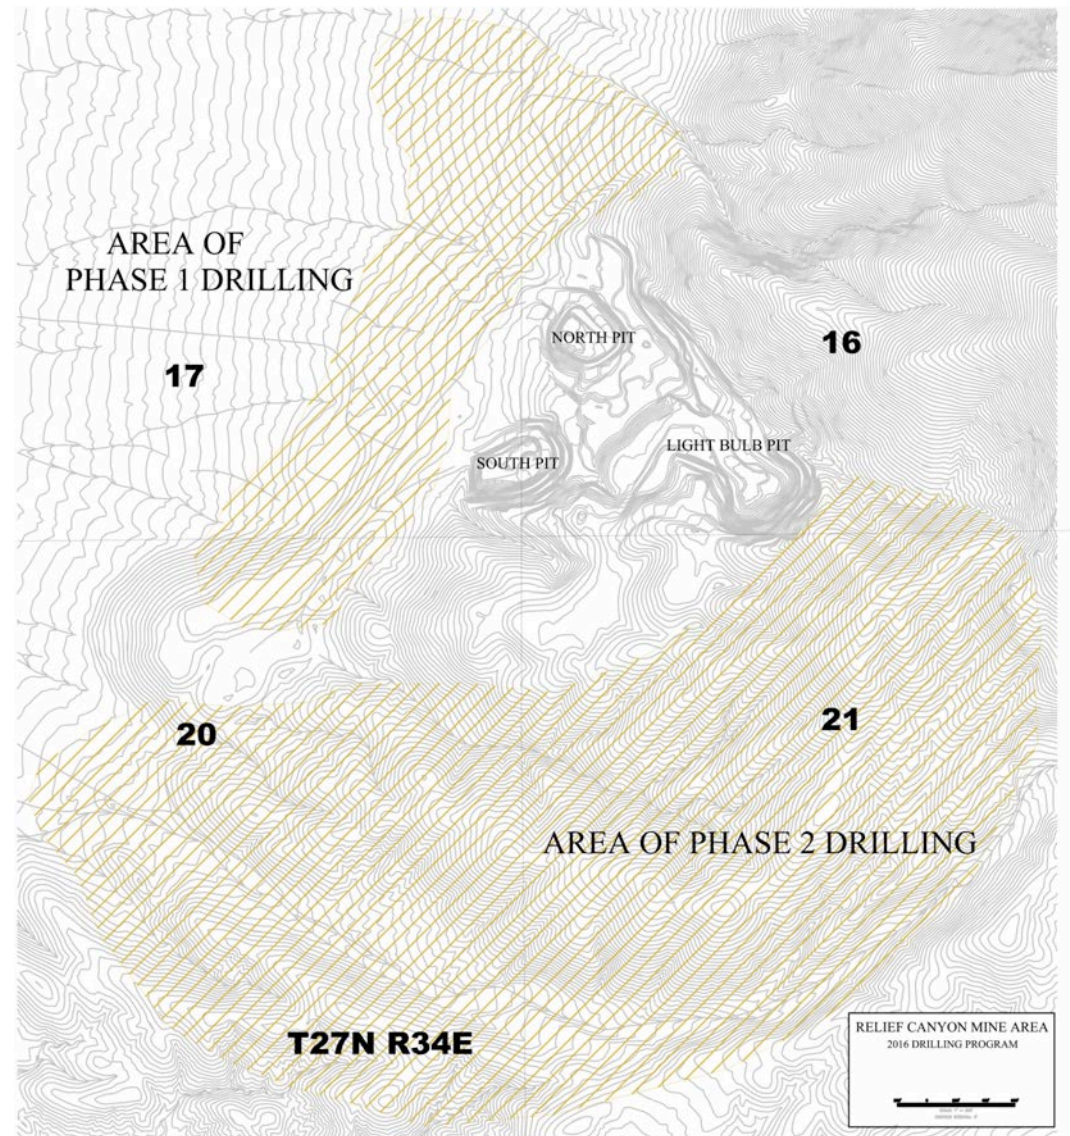 AREA OF
PHASE 1 DRILLING
NORTH PIT
16
17
LIGHT BULB PIT
SOUTH PIT
21
20
AREA OF PHASE 2 DRILLING
T27N R34E
RELIEF CANYON MINE AREA
2016 DRILLING PROGRAM